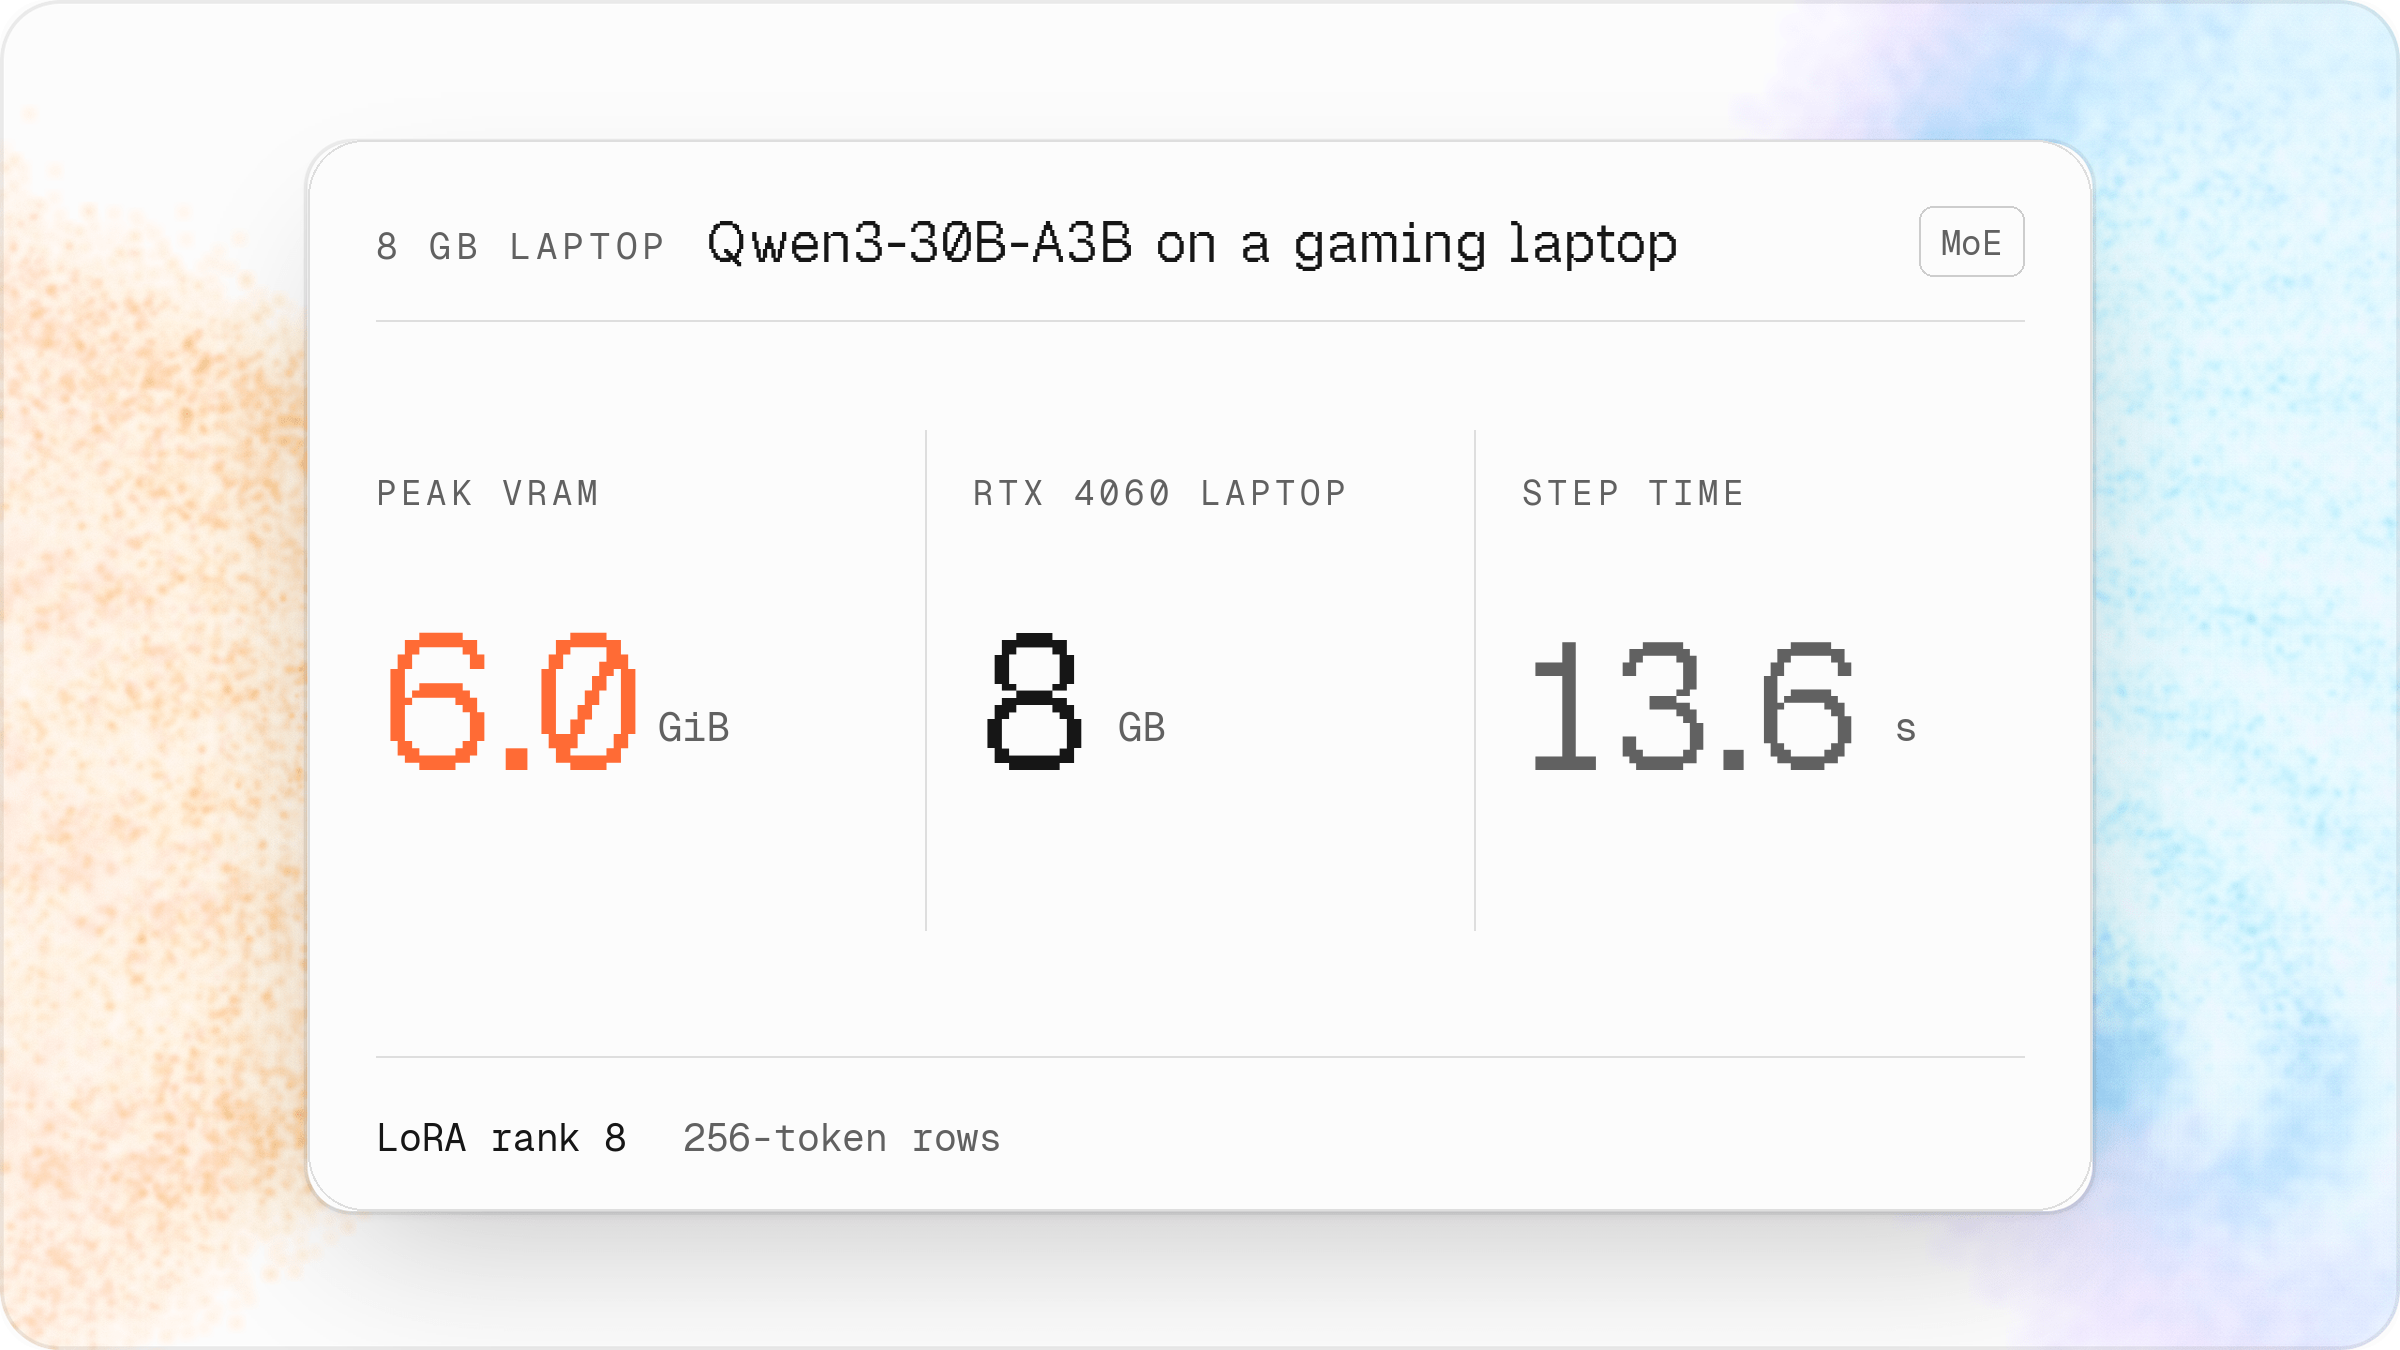 8 GB LAPTOP Qwen3-30B-A3B on a gaming laptop MoE
PEAK VRAM
6.0 GiB
RTX 4060 LAPTOP
8 GB
STEP TIME
13.6 s
LoRA rank 8 256-token rows